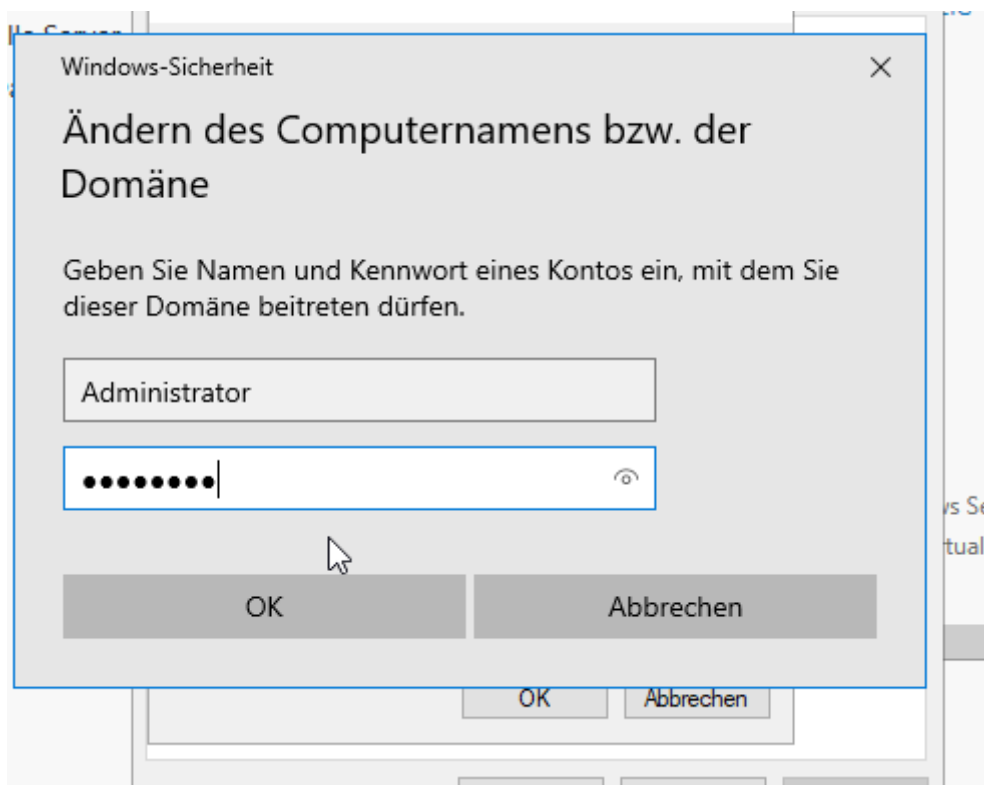 Server
Windows-Sicherheit
Ändern des Computernamens bzw. der
Domäne
Geben Sie Namen und Kennwort eines Kontos ein, mit dem Sie
dieser Domäne beitreten dürfen.
Administrator
●●●●●●●●
OK Abbrechen
OK Abbrechen